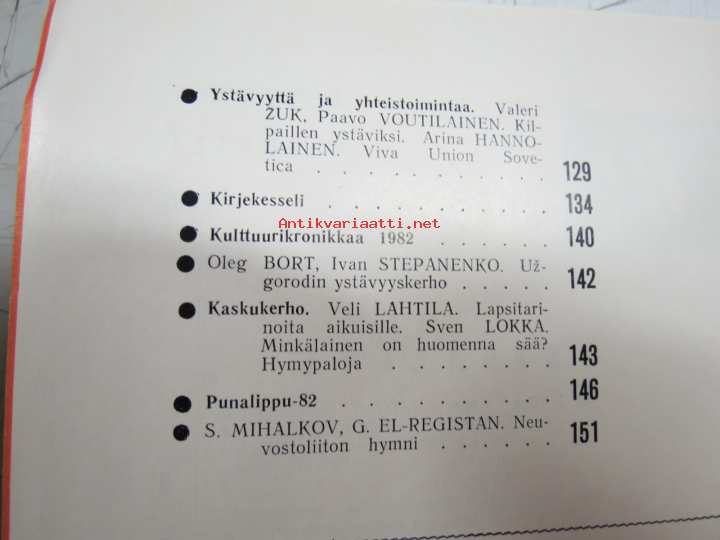 ● Ystävyyttä ja yhteistoimintaa. Valeri
ŽUK, Paavo VOUTILAINEN. Kil-
paillen ystäviksi. Arina HANNO-
LAINEN. Viva Union Sove-
tica . . . . . . . . . . . 129
● Kirjekesseli . . . . . . . . . . 134
Antikvariaatti.net
● Kulttuurikronikkaa 1982 . . . . . . 140
● Oleg BORT, Ivan STEPANENKO. Už-
gorodin ystävyyskerho . . . . . 142
● Kaskukerho. Veli LAHTILA. Lapsitari-
noita aikuisille. Sven LOKKA.
Minkälainen on huomenna sää?
Hymypaloja . . . . . . . . 143
● Punalippu-82 . . . . . . . . . . 146
● S. MIHALKOV, G. EL-REGISTAN. Neu-
vostoliiton hymni . . . . . . 151